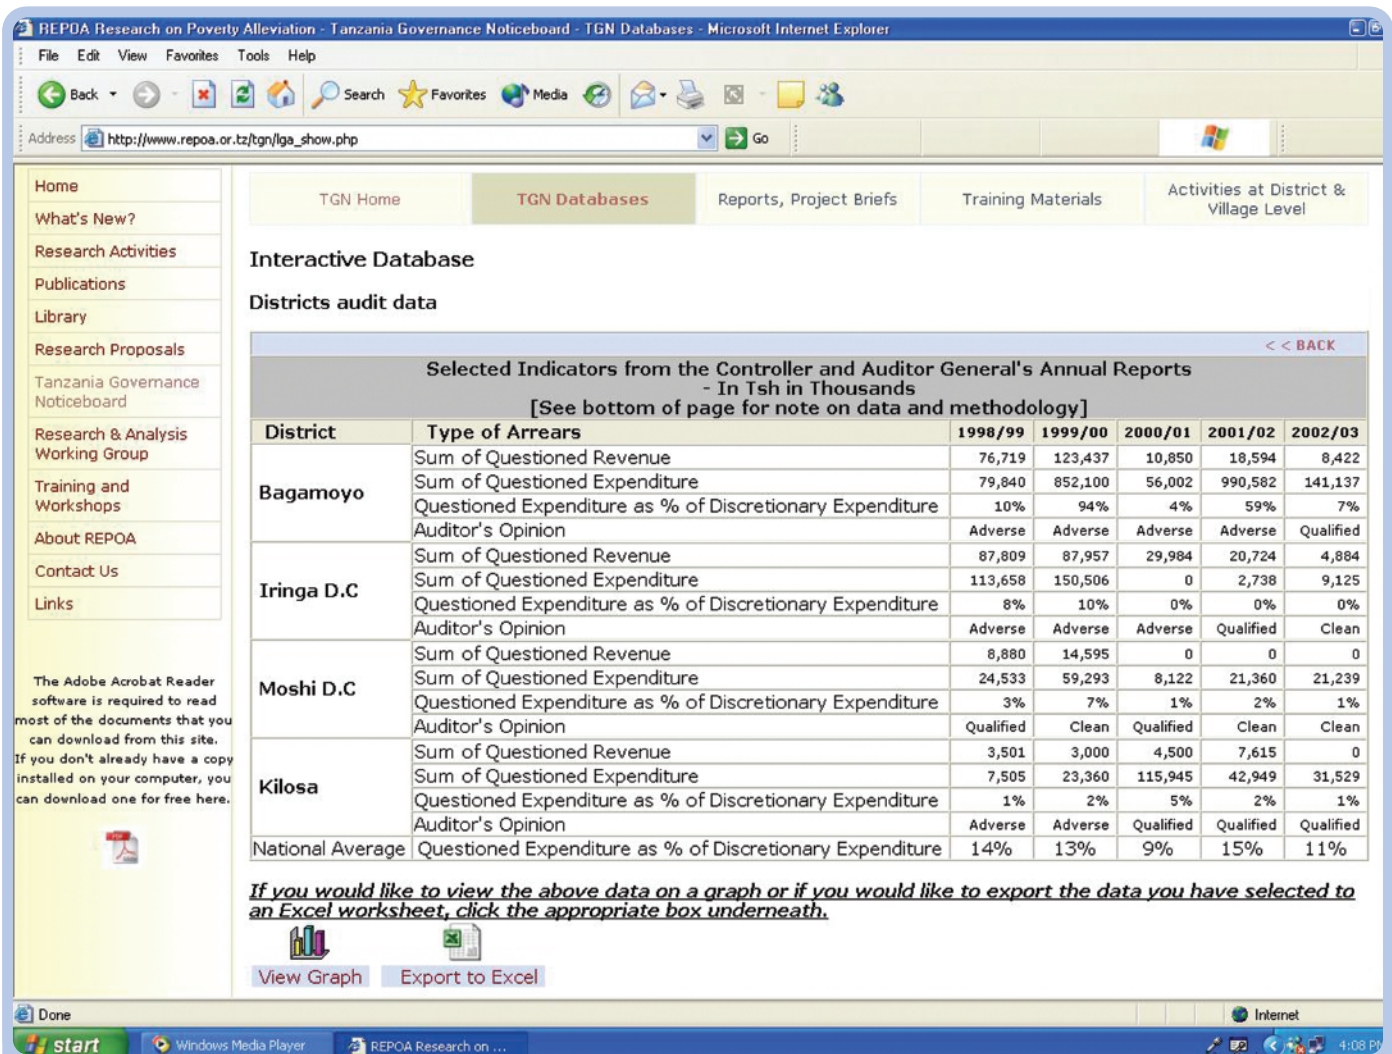 REPOA Research on Poverty Alleviation - Tanzania Governance Noticeboard - TGN Databases - Microsoft Internet Explorer
File Edit View Favorites Tools Help
Back Search Favorites Media
Address http://www.repoa.or.tz/tgn/lga_show.php Go
Home
What's New?
Research Activities
Publications
Library
Research Proposals
Tanzania Governance
Noticeboard
Research & Analysis
Working Group
Training and
Workshops
About REPOA
Contact Us
Links
The Adobe Acrobat Reader
software is required to read
most of the documents that you
can download from this site.
If you don't already have a copy
installed on your computer, you
can download one for free here.
TGN Home TGN Databases Reports, Project Briefs Training Materials Activities at District &
Village Level
Interactive Database
Districts audit data
< < BACK
Selected Indicators from the Controller and Auditor General's Annual Reports
- In Tsh in Thousands
[See bottom of page for note on data and methodology]
District Type of Arrears 1998/99 1999/00 2000/01 2001/02 2002/03
Bagamoyo
Sum of Questioned Revenue 76,719 123,437 10,850 18,594 8,422
Sum of Questioned Expenditure 79,840 852,100 56,002 990,582 141,137
Questioned Expenditure as % of Discretionary Expenditure 10% 94% 4% 59% 7%
Auditor's Opinion Adverse Adverse Adverse Adverse Qualified
Iringa D.C
Sum of Questioned Revenue 87,809 87,957 29,984 20,724 4,884
Sum of Questioned Expenditure 113,658 150,506 0 2,738 9,125
Questioned Expenditure as % of Discretionary Expenditure 8% 10% 0% 0% 0%
Auditor's Opinion Adverse Adverse Adverse Qualified Clean
Moshi D.C
Sum of Questioned Revenue 8,880 14,595 0 0 0
Sum of Questioned Expenditure 24,533 59,293 8,122 21,360 21,239
Questioned Expenditure as % of Discretionary Expenditure 3% 7% 1% 2% 1%
Auditor's Opinion Qualified Clean Qualified Clean Clean
Kilosa
Sum of Questioned Revenue 3,501 3,000 4,500 7,615 0
Sum of Questioned Expenditure 7,505 23,360 115,945 42,949 31,529
Questioned Expenditure as % of Discretionary Expenditure 1% 2% 5% 2% 1%
Auditor's Opinion Adverse Adverse Qualified Qualified Qualified
National Average Questioned Expenditure as % of Discretionary Expenditure 14% 13% 9% 15% 11%
If you would like to view the above data on a graph or if you would like to export the data you have selected to
an Excel worksheet, click the appropriate box underneath.
View Graph Export to Excel
Done Internet
start Windows Media Player REPOA Research on ... 4:08 PM